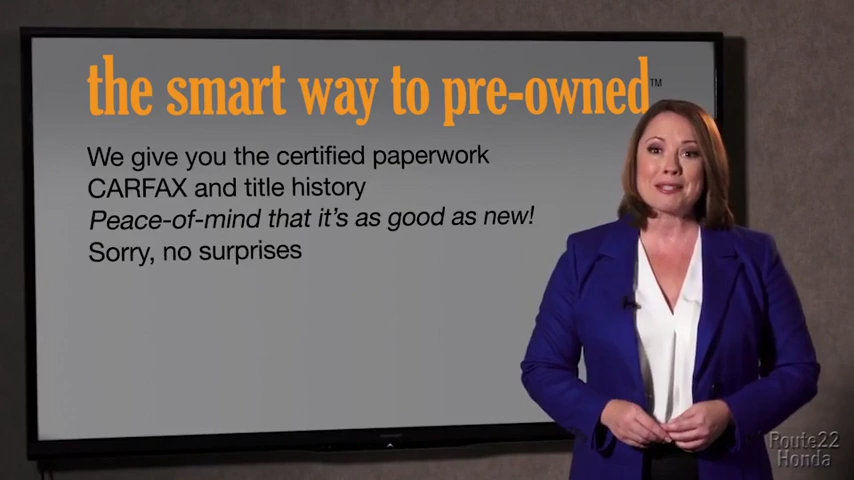 the smart way to pre-owned™
We give you the certified paperwork
CARFAX and title history
Peace-of-mind that it's as good as new!
Sorry, no surprises
Route22
Honda